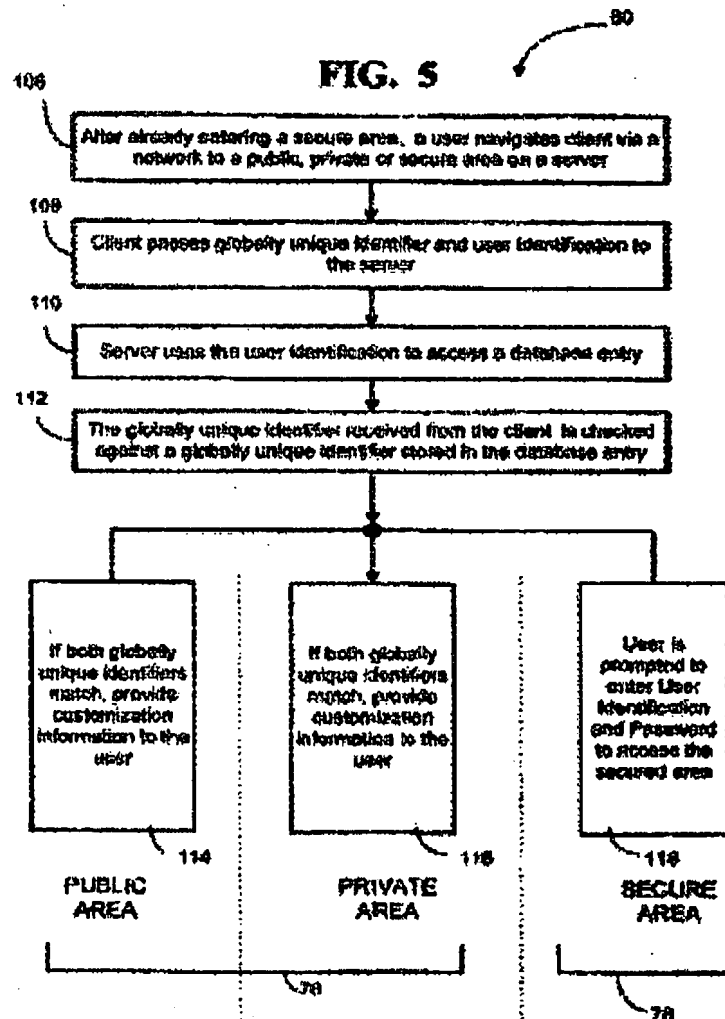 80
FIG. 5
106
After already entering a secure area, a user navigates client via a
network to a public, private or secure area on a server
108
Client passes globally unique identifier and user identification to
the server
110
Server uses the user identification to access a database entry
112
The globally unique identifier received from the client is checked
against a globally unique identifier stored in the database entry
If both globally
unique identifiers
match, provide
customization
information to the
user
114
PUBLIC
AREA
If both globally
unique identifiers
match, provide
customization
information to the
user
116
PRIVATE
AREA
User is
prompted to
enter User
Identification
and Password
to access the
secured area
118
SECURE
AREA
76
78